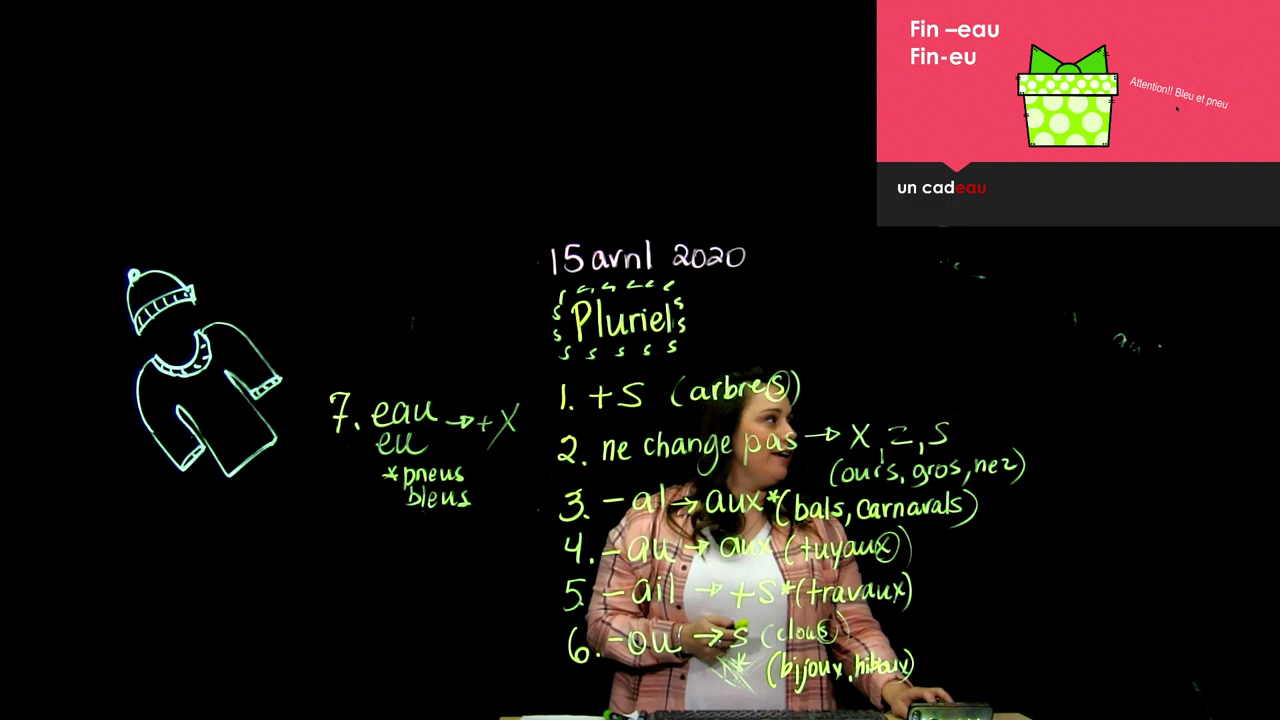 Fin –eau
Fin-eu
Attention!! Bleu et pneu
un cadeau
15 avril 2020
Pluriel
1. +s (arbres)
2. ne change pas → x, z, s
(ours, gros, nez)
3. -al → aux * (bals, carnavals)
4. -au → aux (tuyaux)
5. -ail → +s * (travaux)
6. -ou → s (clous)
* (bijoux, hiboux)
7. eau → +x
eu
* pneus
bleus